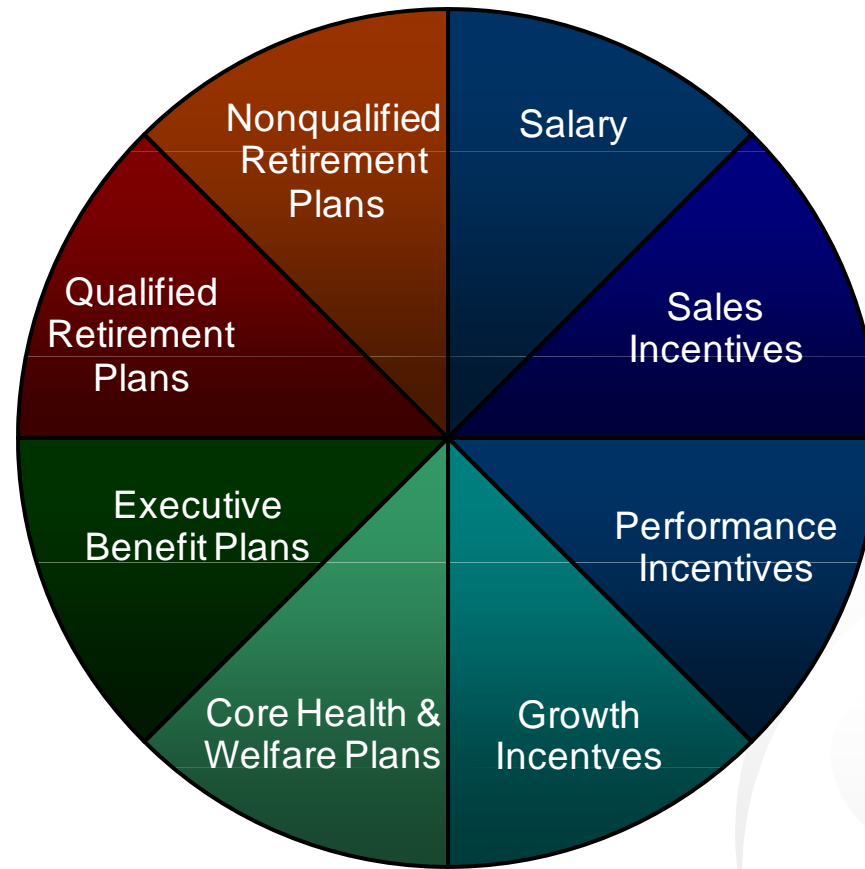 Nonqualified
Retirement
Plans
Salary
Qualified
Retirement
Plans
Sales
Incentives
Executive
Benefit Plans
Performance
Incentives
Core Health &
Welfare Plans
Growth
Incentves